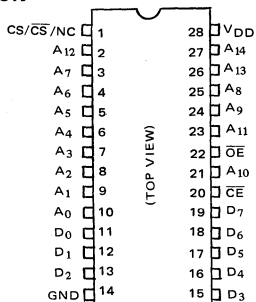 CS/C̅S̅/NC 1 28 VDD
A12 2 27 A14
A7 3 26 A13
A6 4 25 A8
A5 5 24 A9
A4 6 23 A11
A3 7 22 O̅E̅
A2 8 21 A10
A1 9 20 C̅E̅
A0 10 19 D7
D0 11 18 D6
D1 12 17 D5
D2 13 16 D4
GND 14 15 D3
(TOP VIEW)